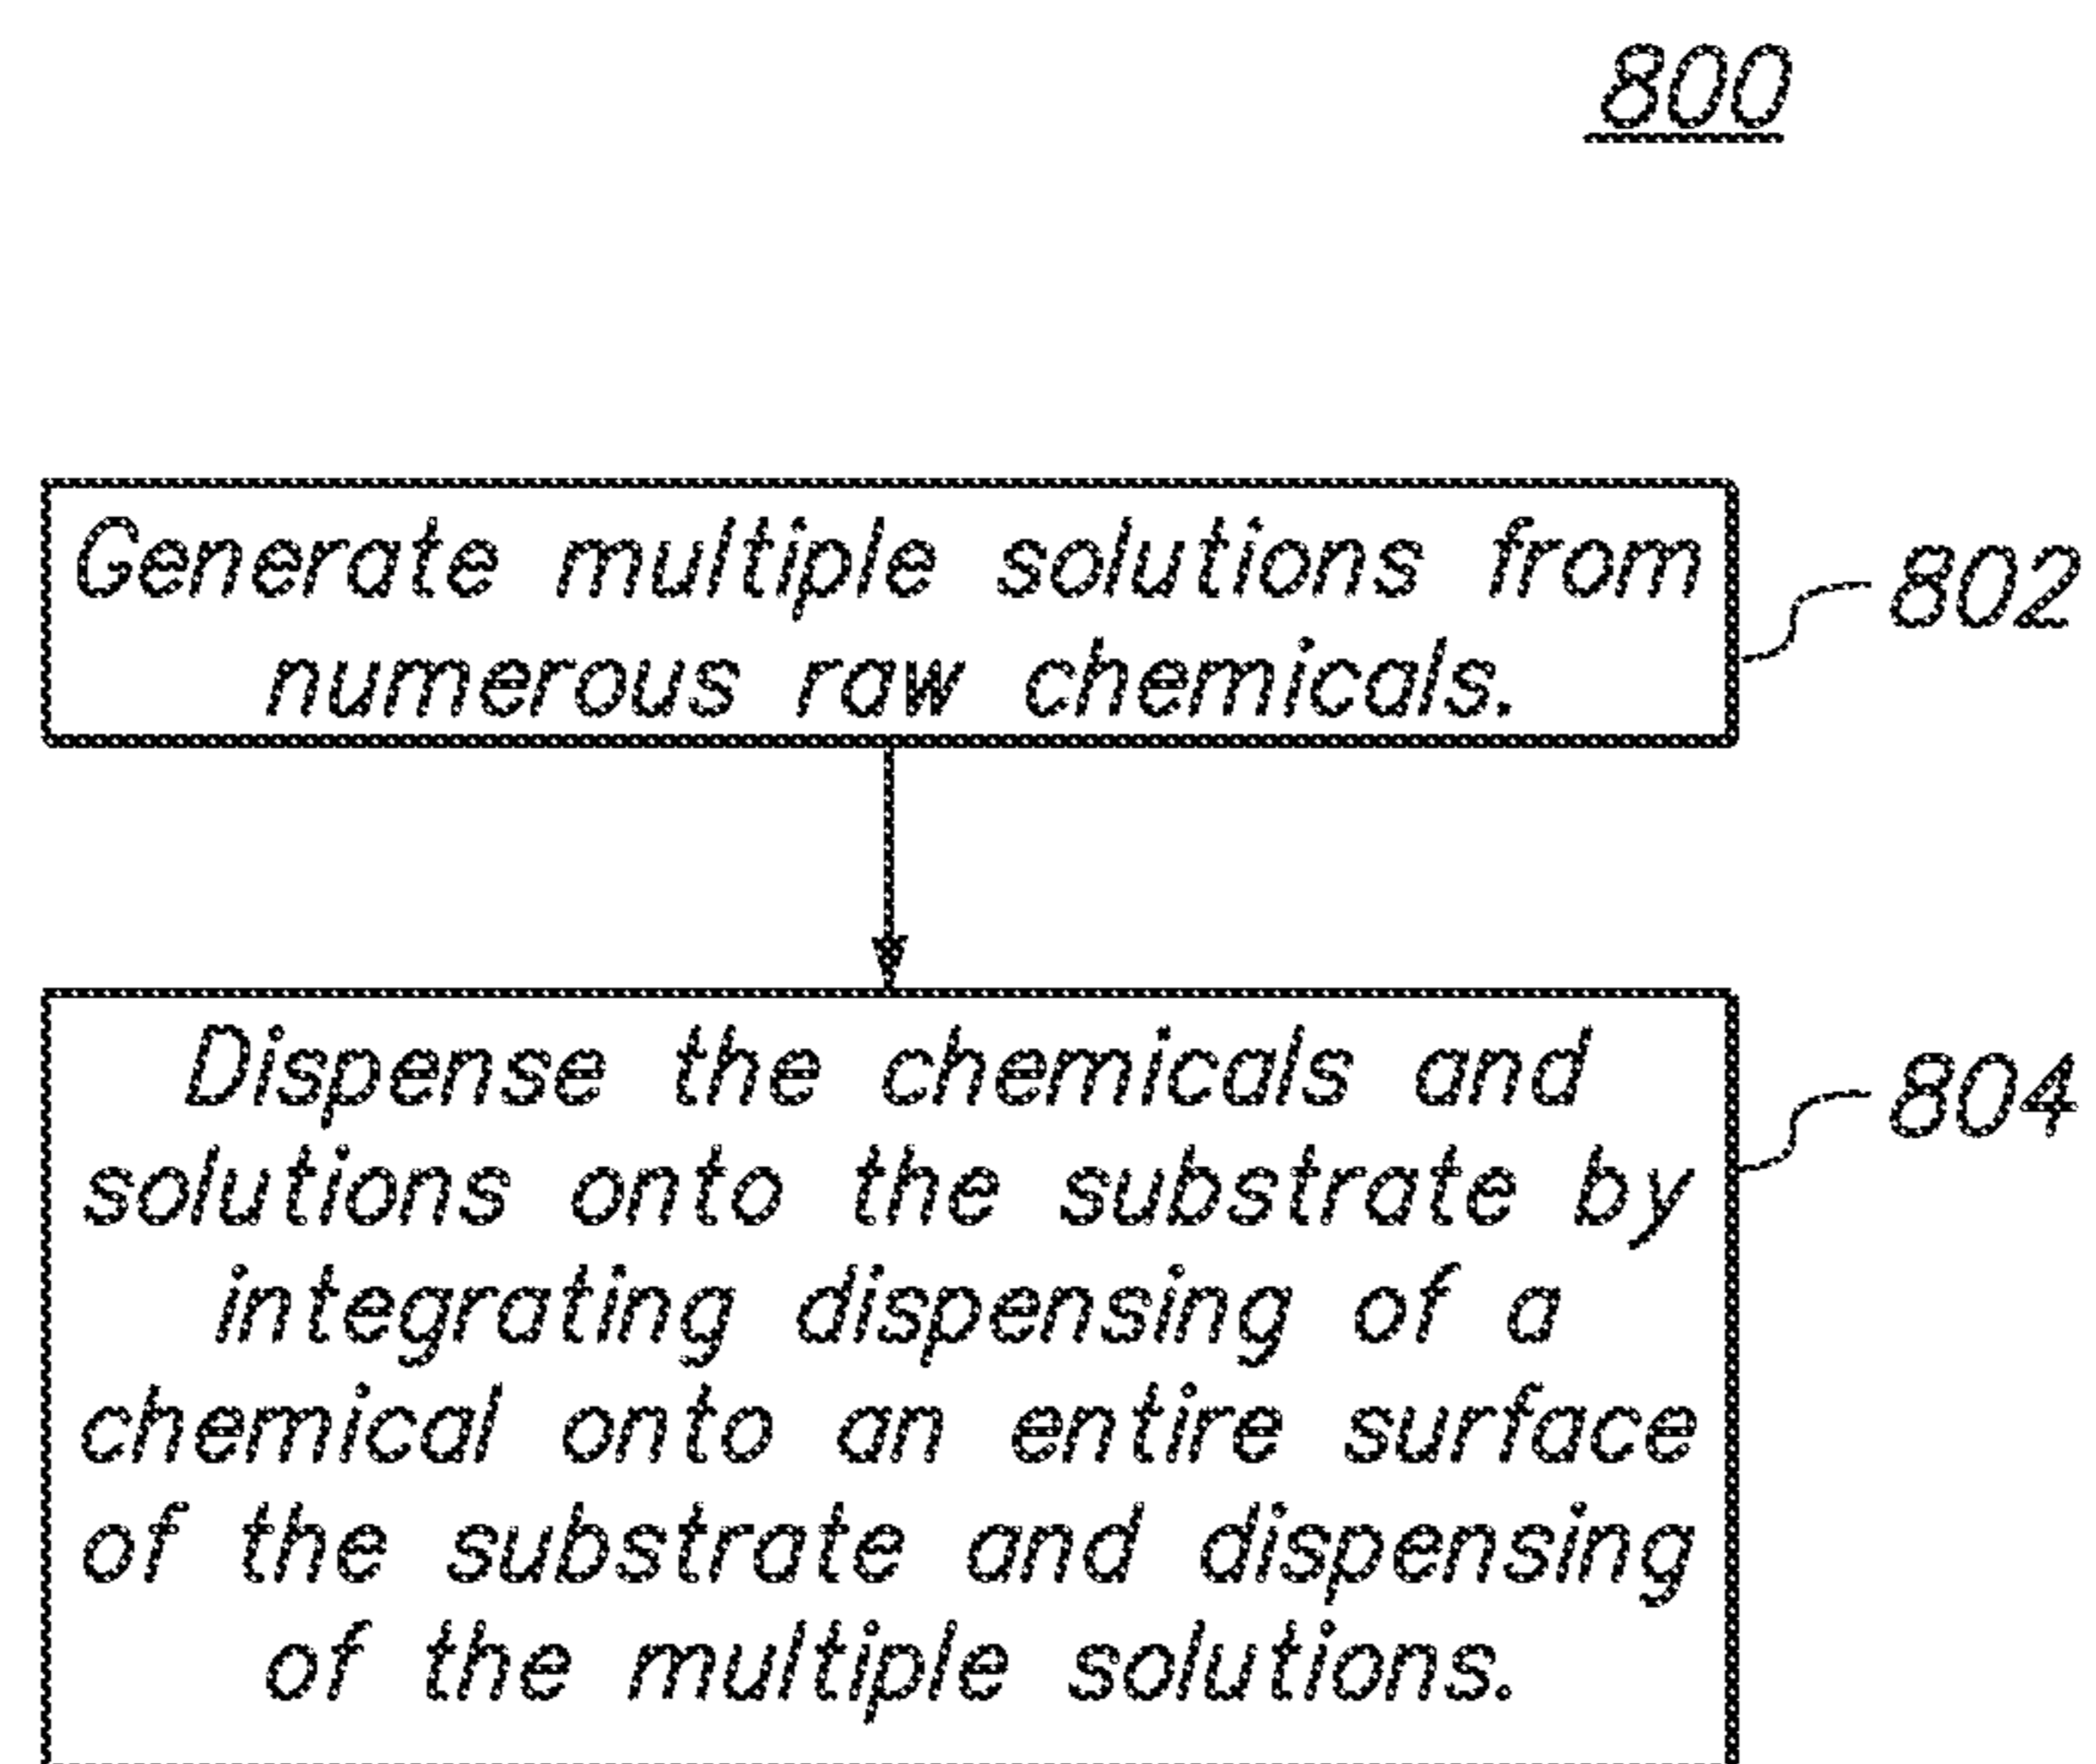 800
Generate multiple solutions from
numerous raw chemicals.
802
Dispense the chemicals and
solutions onto the substrate by
integrating dispensing of a
chemical onto an entire surface
of the substrate and dispensing
of the multiple solutions.
804